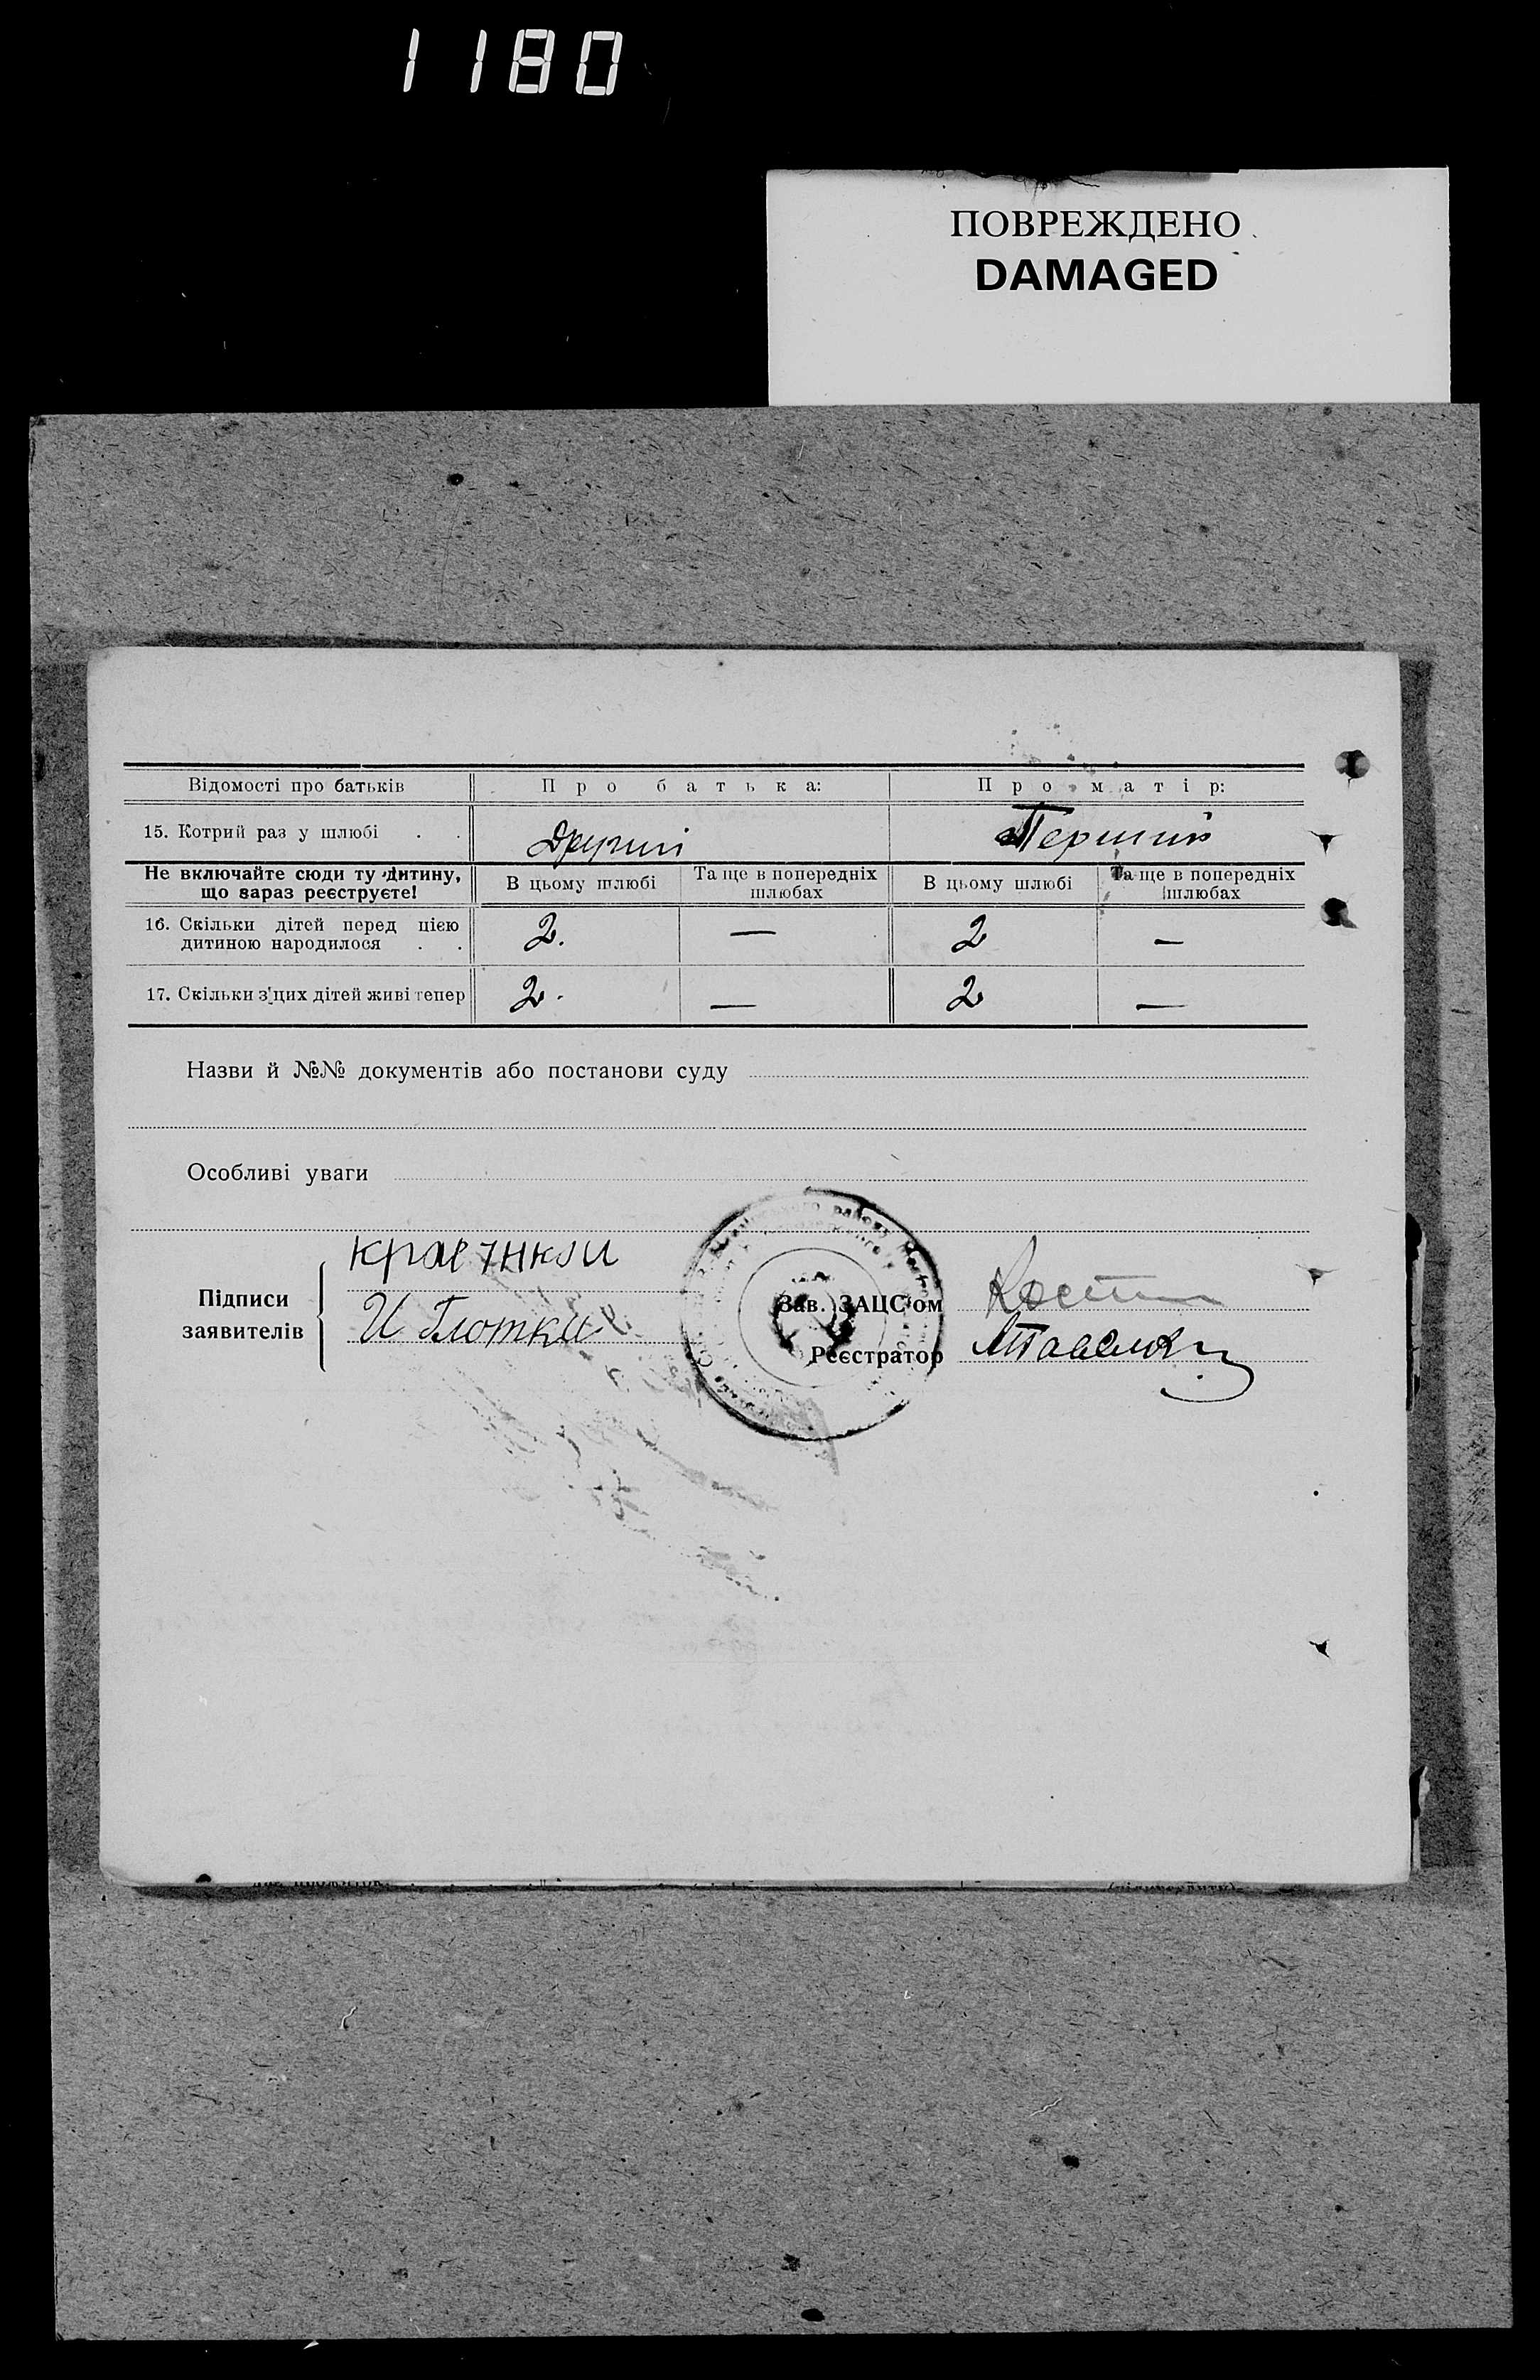 1180
ПОВРЕЖДЕНО
DAMAGED
Відомості про батьків
Про батька:
Про матір:
15. Котрий раз у шлюбі . .
Другий
Перший
Не включайте сюди ту дитину,
що зараз реєструєте!
В цьому шлюбі
Та ще в попередніх
шлюбах
В цьому шлюбі
Та ще в попередніх
шлюбах
16. Скільки дітей перед цією
дитиною народилося . .
2.
—
2
—
17. Скільки з цих дітей живі тепер
2.
—
2
—
Назви й №№ документів або постанови суду
Особливі уваги
Підписи
заявителів
И
Зав. ЗАЦС'ом
Реєстратор